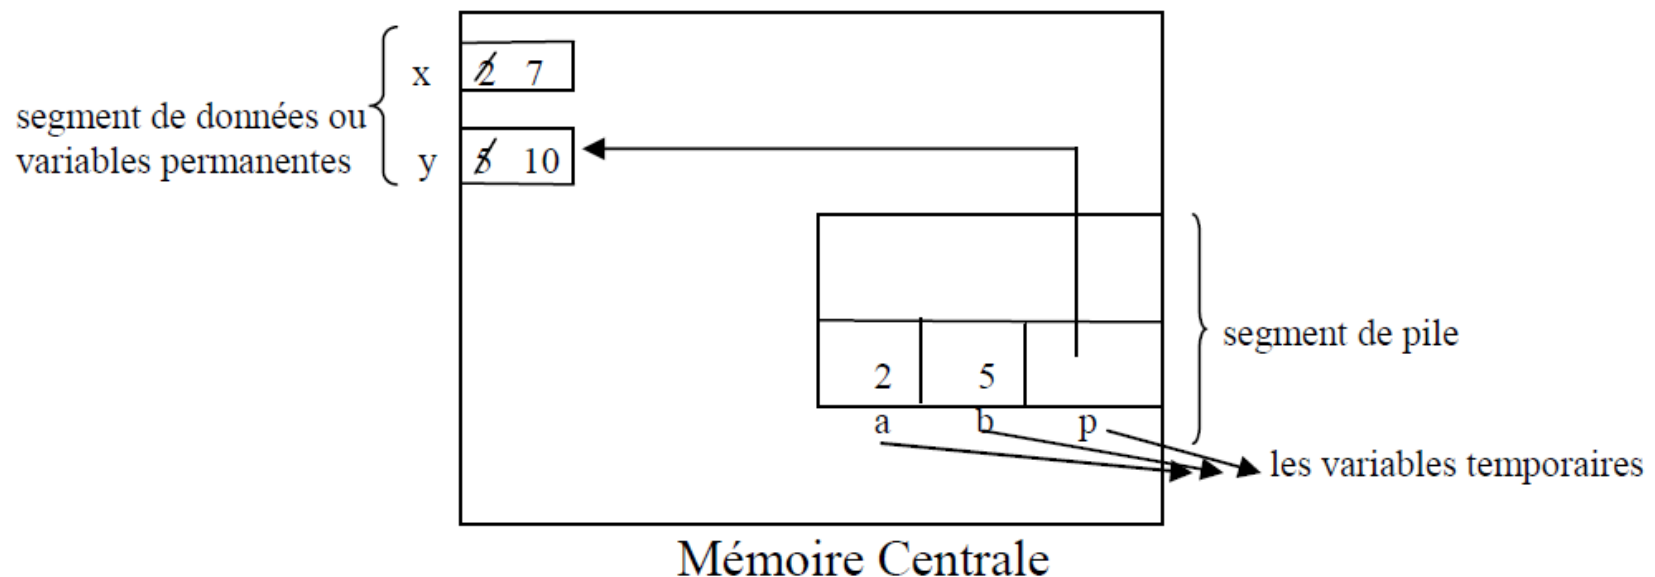 x 2 7
segment de données ou
variables permanentes
y 5 10
segment de pile
2 5
a b p
les variables temporaires
Mémoire Centrale